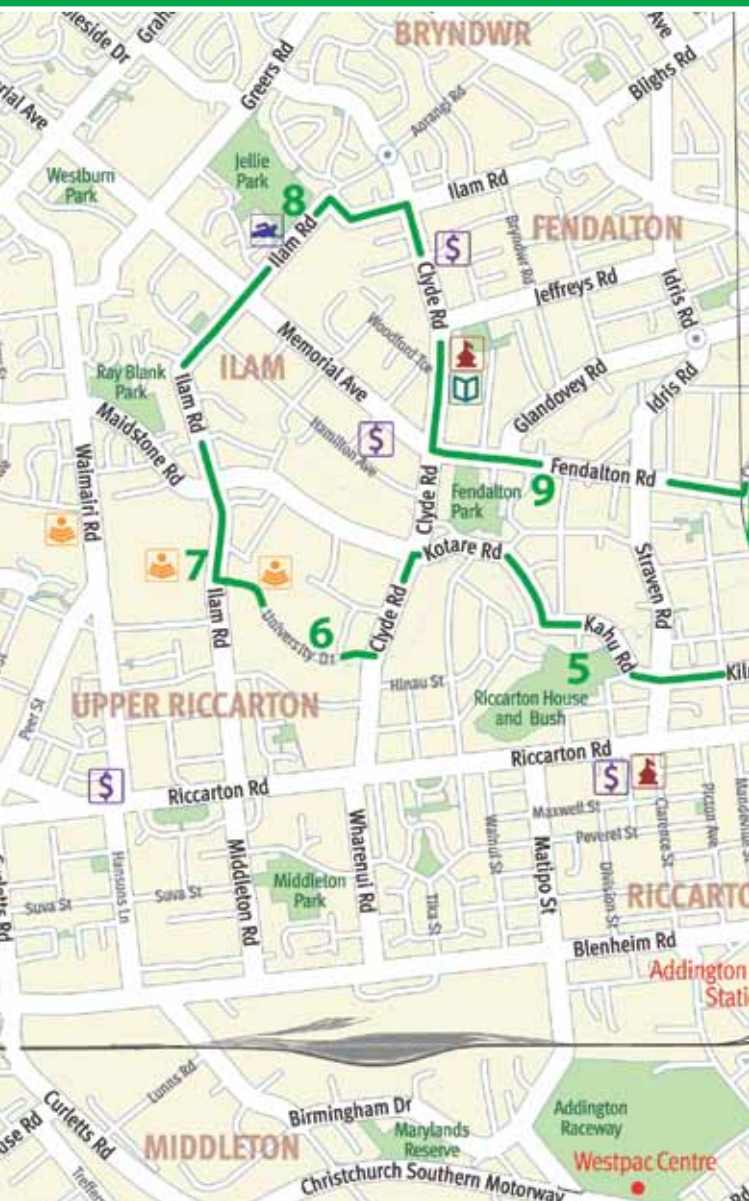 BRYNDWR
Greers Rd
Blighs Rd
Aorangi Rd
Jellie
Park
Westburn
Park
8
Ilam Rd
Ilam Rd
FENDALTON
Bryndwr Rd
$
Clyde Rd
Jeffreys Rd
Idris Rd
Woodford Tce
Memorial Ave
ILAM
Ray Blank
Park
Ilam Rd
Glandovey Rd
Idris Rd
Maidstone Rd
Hamilton Ave
$
Waimairi Rd
Clyde Rd
Fendalton Rd
Fendalton
Park
9
Kotare Rd
Straven Rd
7
Ilam Rd
University Dr
6
Clyde Rd
Kahu Rd
5
Hinau St
Riccarton House
and Bush
Peer St
UPPER RICCARTON
Riccarton Rd
$
$
Riccarton Rd
Maxwell St
Clarence St
Picton Ave
Peverel St
Wharenui Rd
Walnut St
Matipo St
Division St
Hansons Ln
Middleton Rd
Middleton
Park
Suva St
Suva St
Tika St
RICCARTO
Blenheim Rd
Addington
Stati
Lunns Rd
Curletts Rd
Birmingham Dr
Addington
Raceway
Marylands
Reserve
MIDDLETON
Westpac Centre
Christchurch Southern Motorway